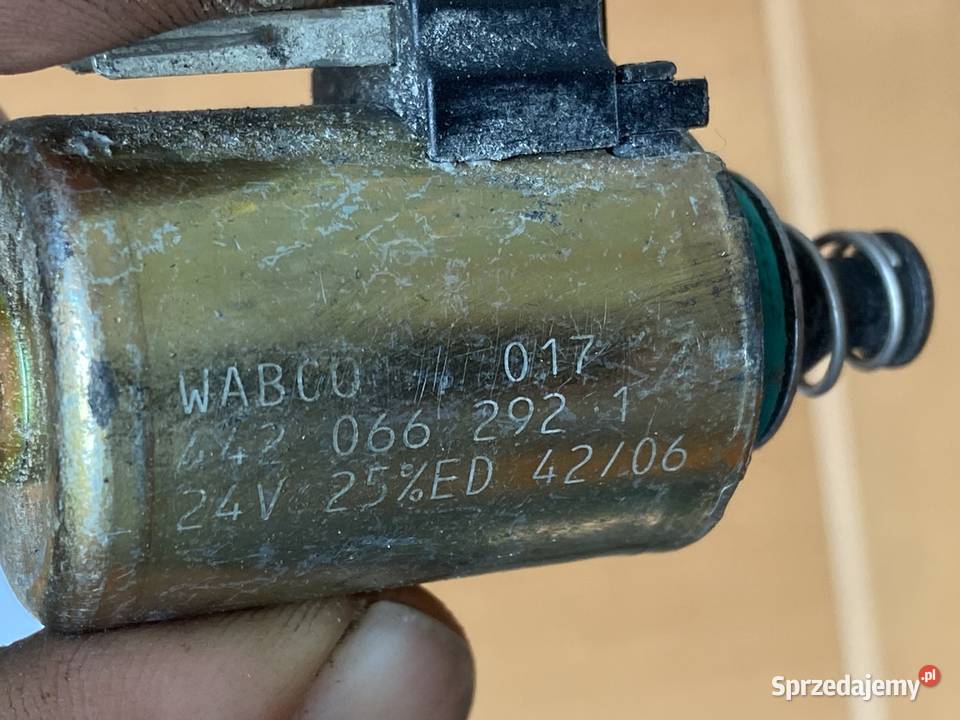 WABCO 017
442 066 292 1
24V 25%ED 42/06
Sprzedajemy.pl